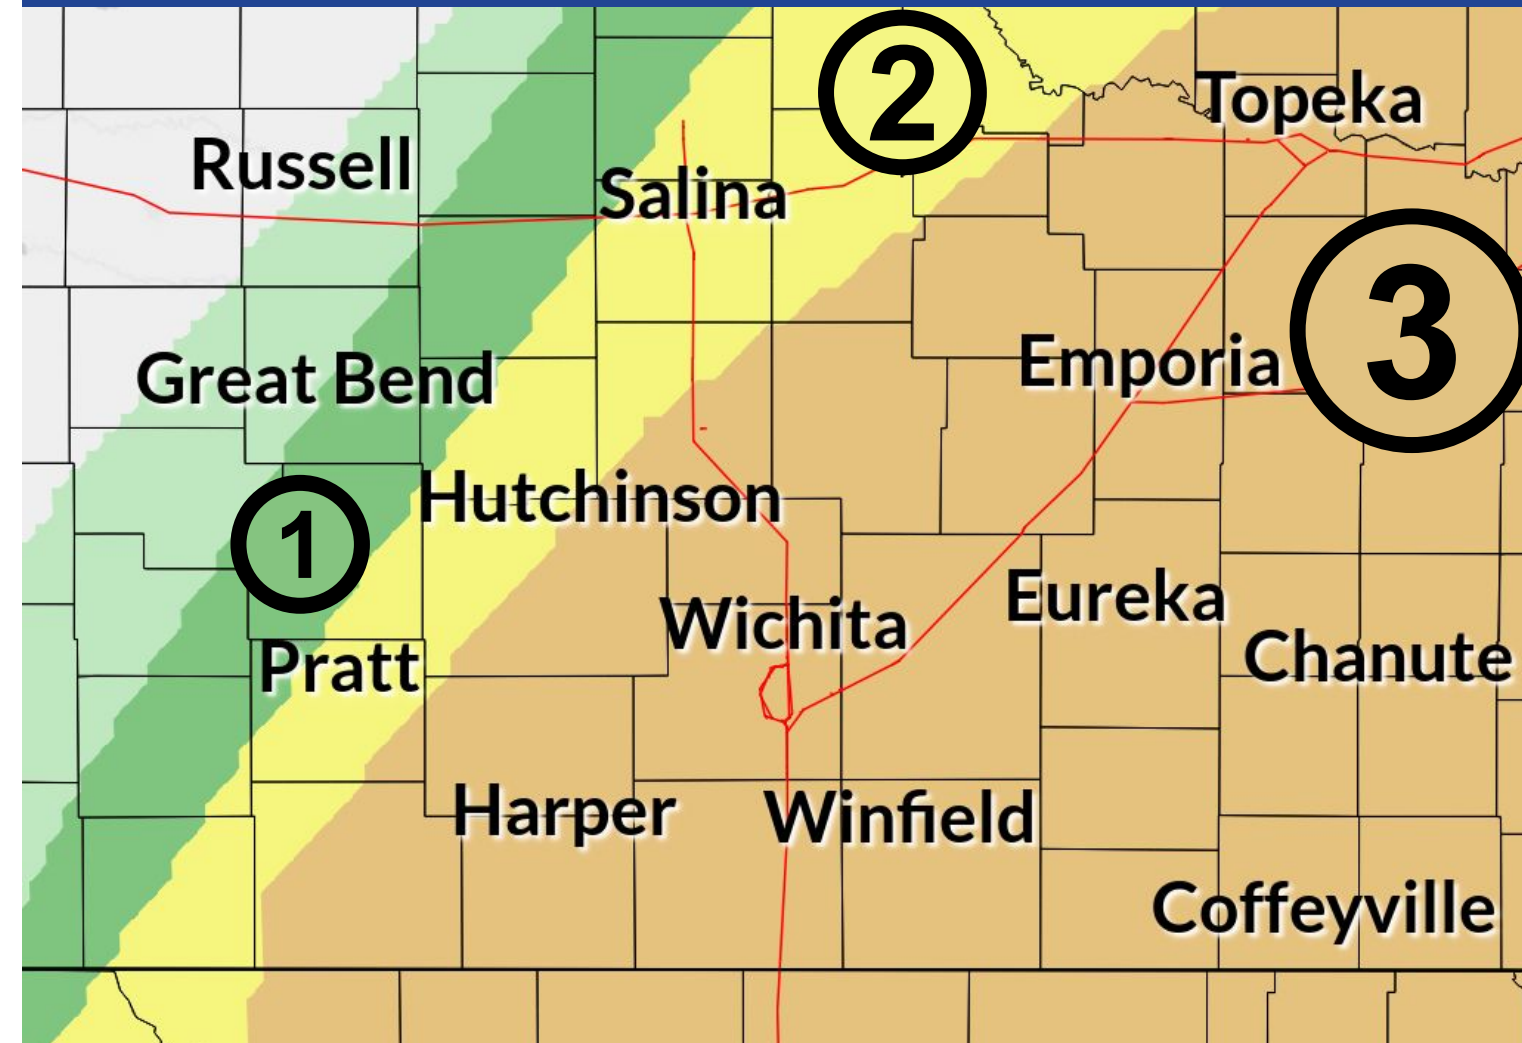 2
Topeka
Russell
Salina
3
Emporia
Great Bend
Hutchinson
1
Eureka
Wichita
Chanute
Pratt
Harper
Winfield
Coffeyville